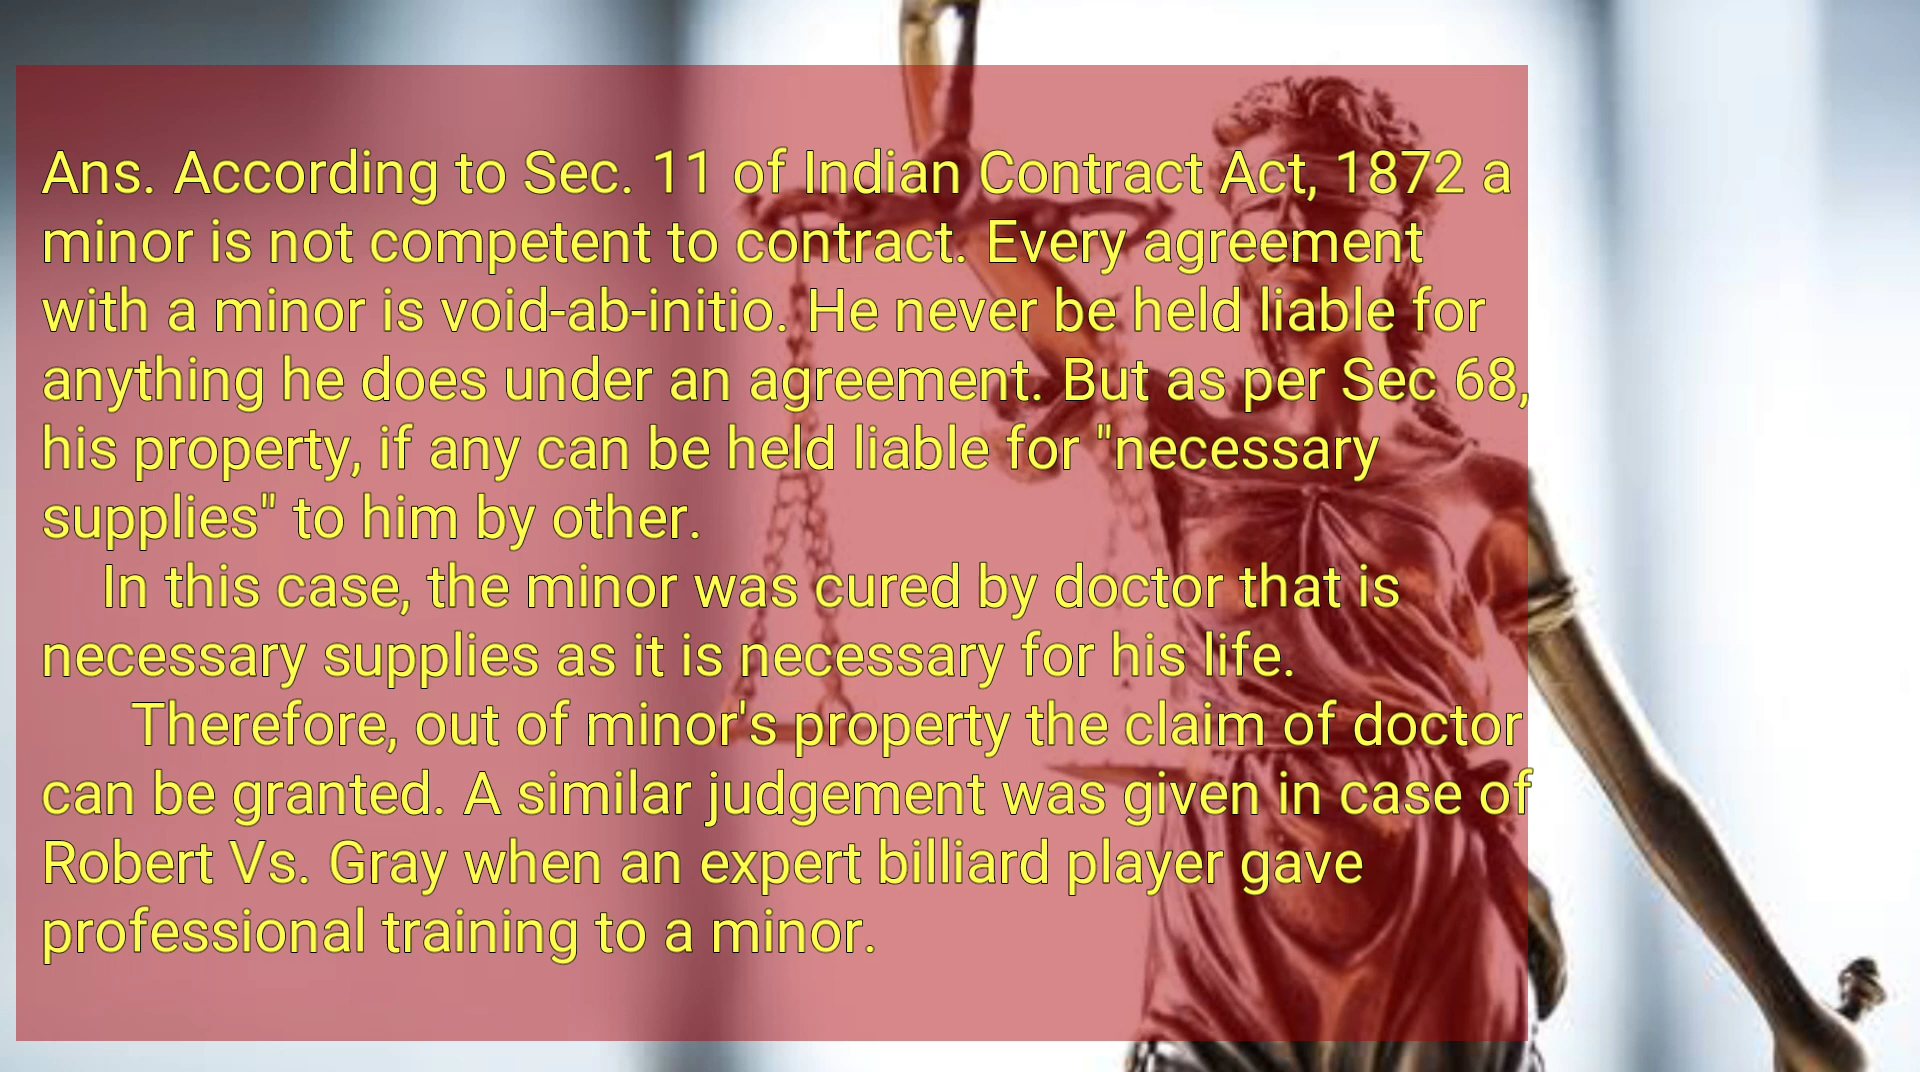 Ans. According to Sec. 11 of Indian Contract Act, 1872 a
minor is not competent to contract. Every agreement
with a minor is void-ab-initio. He never be held liable for
anything he does under an agreement. But as per Sec 68,
his property, if any can be held liable for "necessary
supplies" to him by other.
In this case, the minor was cured by doctor that is
necessary supplies as it is necessary for his life.
Therefore, out of minor's property the claim of doctor
can be granted. A similar judgement was given in case of
Robert Vs. Gray when an expert billiard player gave
professional training to a minor.